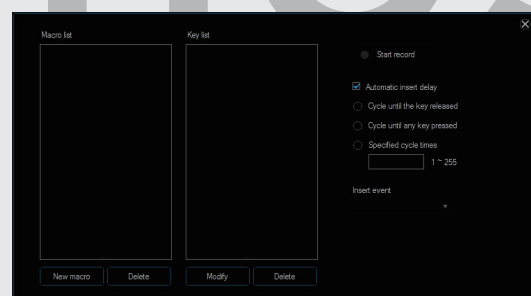 Macro list
Key list
Start record
Automatic insert delay
Cycle until the key released
Cycle until any key pressed
Specified cycle times
1 ~ 255
Insert event
New macro
Delete
Modify
Delete